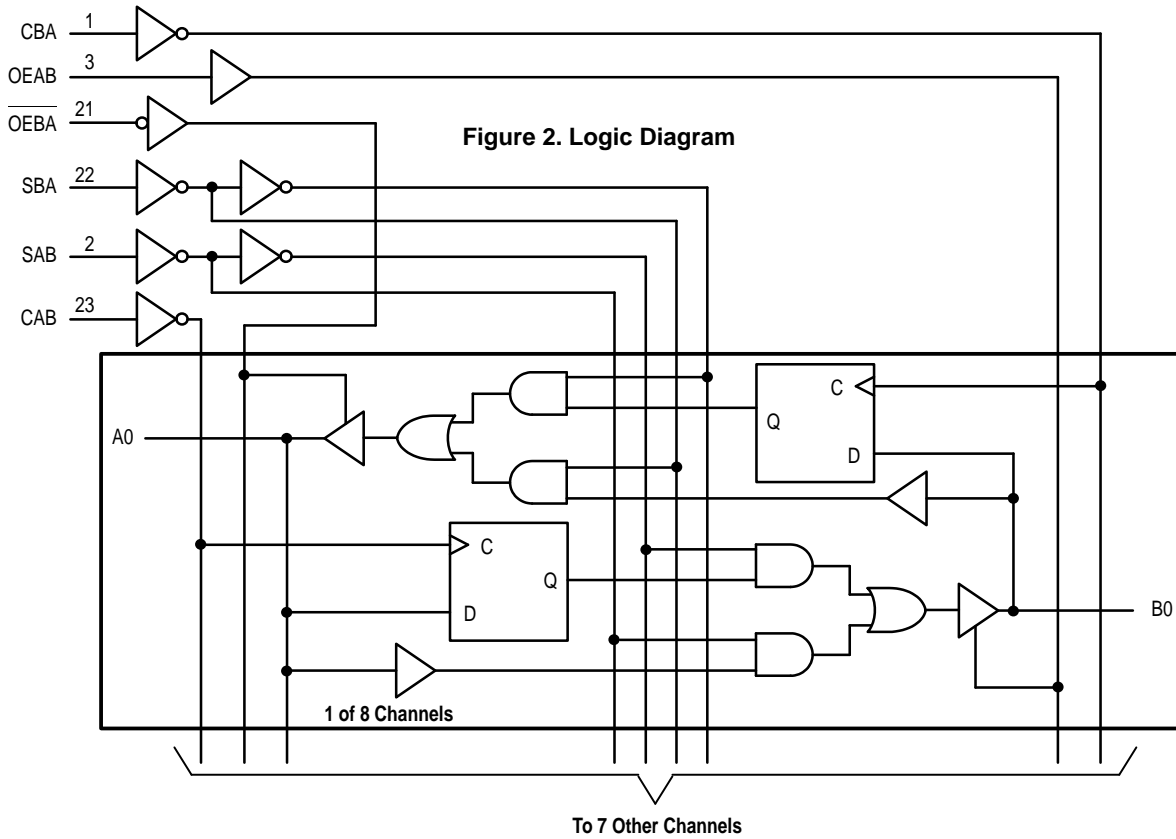 CBA 1
OEAB 3
OEBA 21
Figure 2. Logic Diagram
SBA 22
SAB 2
CAB 23
C
Q
A0
D
C
Q
D
B0
1 of 8 Channels
To 7 Other Channels